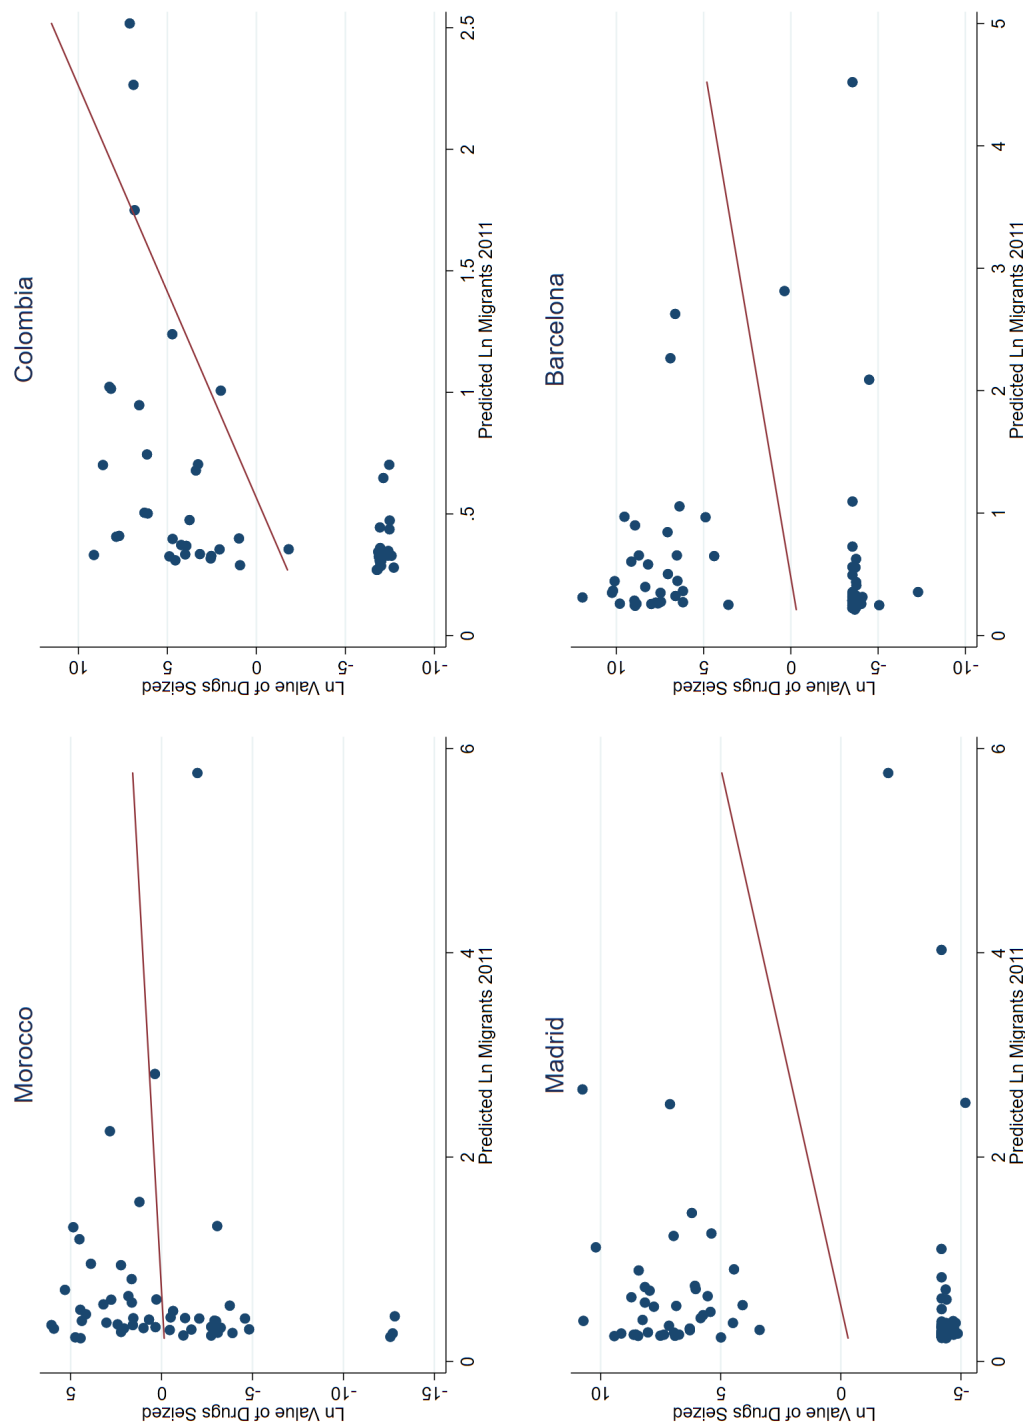 Morocco
Ln Value of Drugs Seized
5
0
-5
-10
-15
0 2 4 6
Predicted Ln Migrants 2011
Colombia
Ln Value of Drugs Seized
10
5
0
-5
-10
0 .5 1 1.5 2 2.5
Predicted Ln Migrants 2011
Madrid
Ln Value of Drugs Seized
10
5
0
-5
0 2 4 6
Predicted Ln Migrants 2011
Barcelona
Ln Value of Drugs Seized
10
5
0
-5
-10
0 1 2 3 4 5
Predicted Ln Migrants 2011